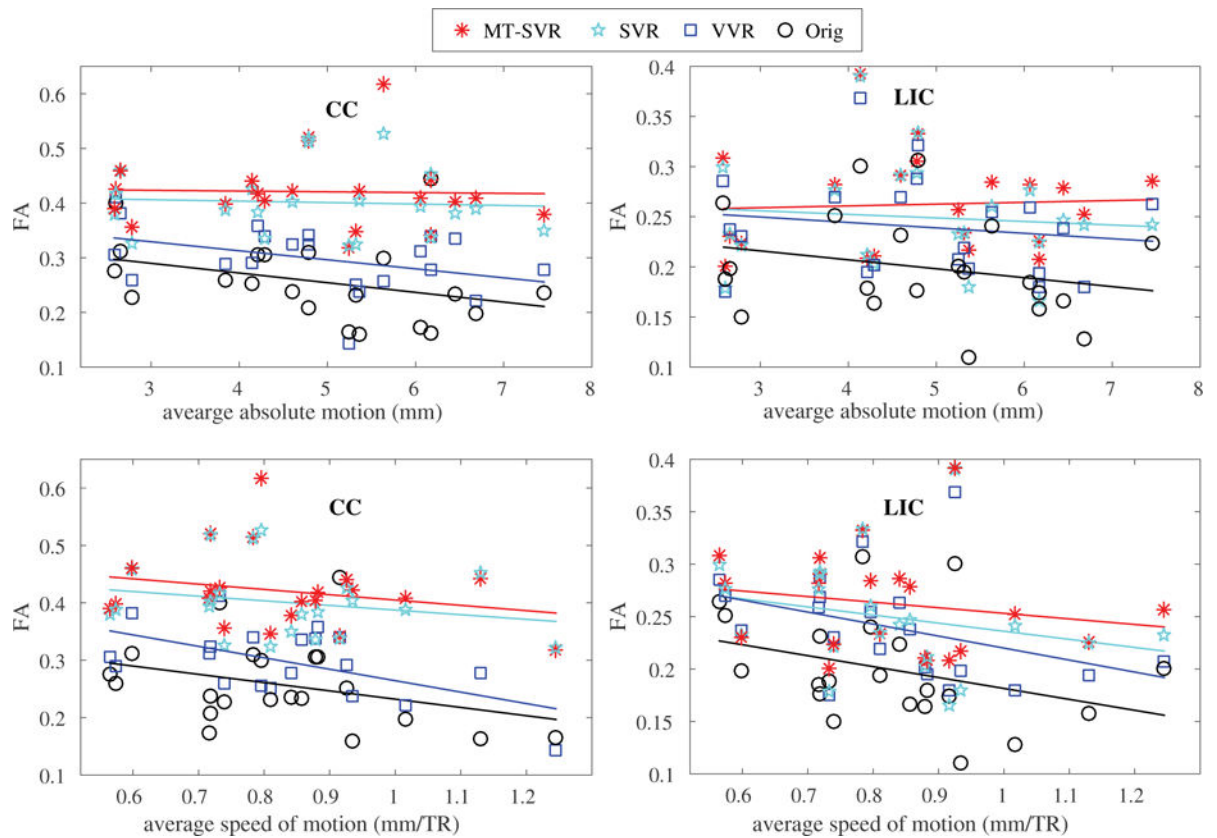 MT-SVR SVR VVR Orig
0.6
0.5
0.4
0.3
0.2
0.1
FA
CC
3 4 5 6 7 8
avearge absolute motion (mm)
0.4
0.35
0.3
0.25
0.2
0.15
0.1
FA
LIC
3 4 5 6 7 8
avearge absolute motion (mm)
0.6
0.5
0.4
0.3
0.2
0.1
FA
CC
0.6 0.7 0.8 0.9 1 1.1 1.2
average speed of motion (mm/TR)
0.4
0.35
0.3
0.25
0.2
0.15
0.1
FA
LIC
0.6 0.7 0.8 0.9 1 1.1 1.2
average speed of motion (mm/TR)